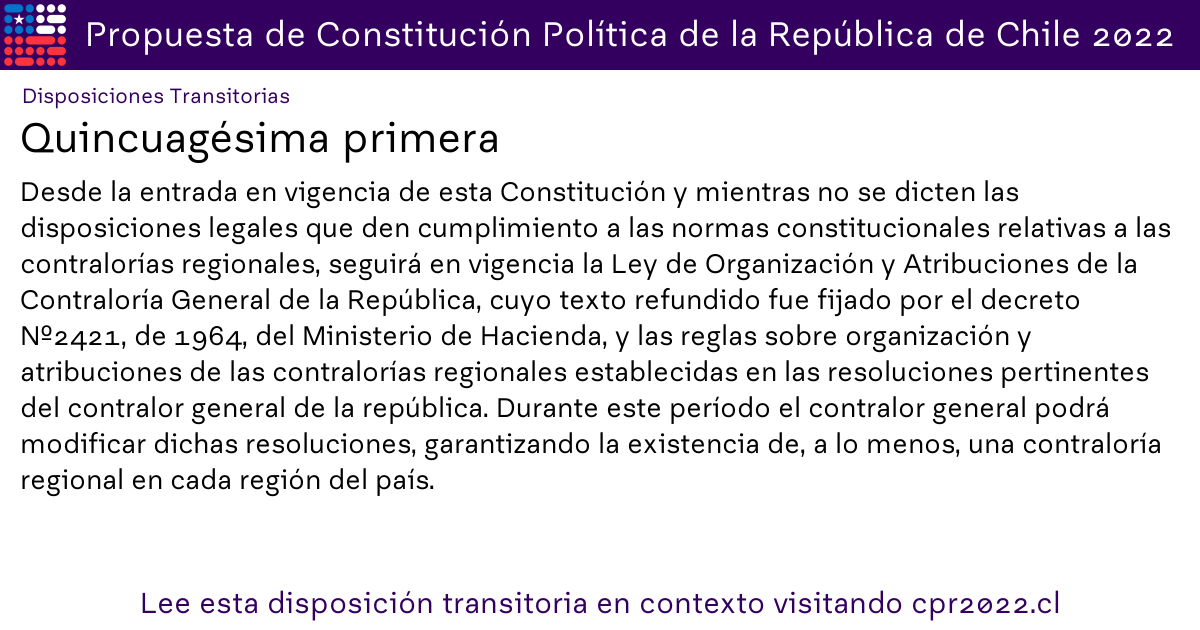 Propuesta de Constitución Política de la República de Chile 2022
Disposiciones Transitorias
Quincuagésima primera
Desde la entrada en vigencia de esta Constitución y mientras no se dicten las
disposiciones legales que den cumplimiento a las normas constitucionales relativas a las
contralorías regionales, seguirá en vigencia la Ley de Organización y Atribuciones de la
Contraloría General de la República, cuyo texto refundido fue fijado por el decreto
Nº2421, de 1964, del Ministerio de Hacienda, y las reglas sobre organización y
atribuciones de las contralorías regionales establecidas en las resoluciones pertinentes
del contralor general de la república. Durante este período el contralor general podrá
modificar dichas resoluciones, garantizando la existencia de, a lo menos, una contraloría
regional en cada región del país.
Lee esta disposición transitoria en contexto visitando cpr2022.cl